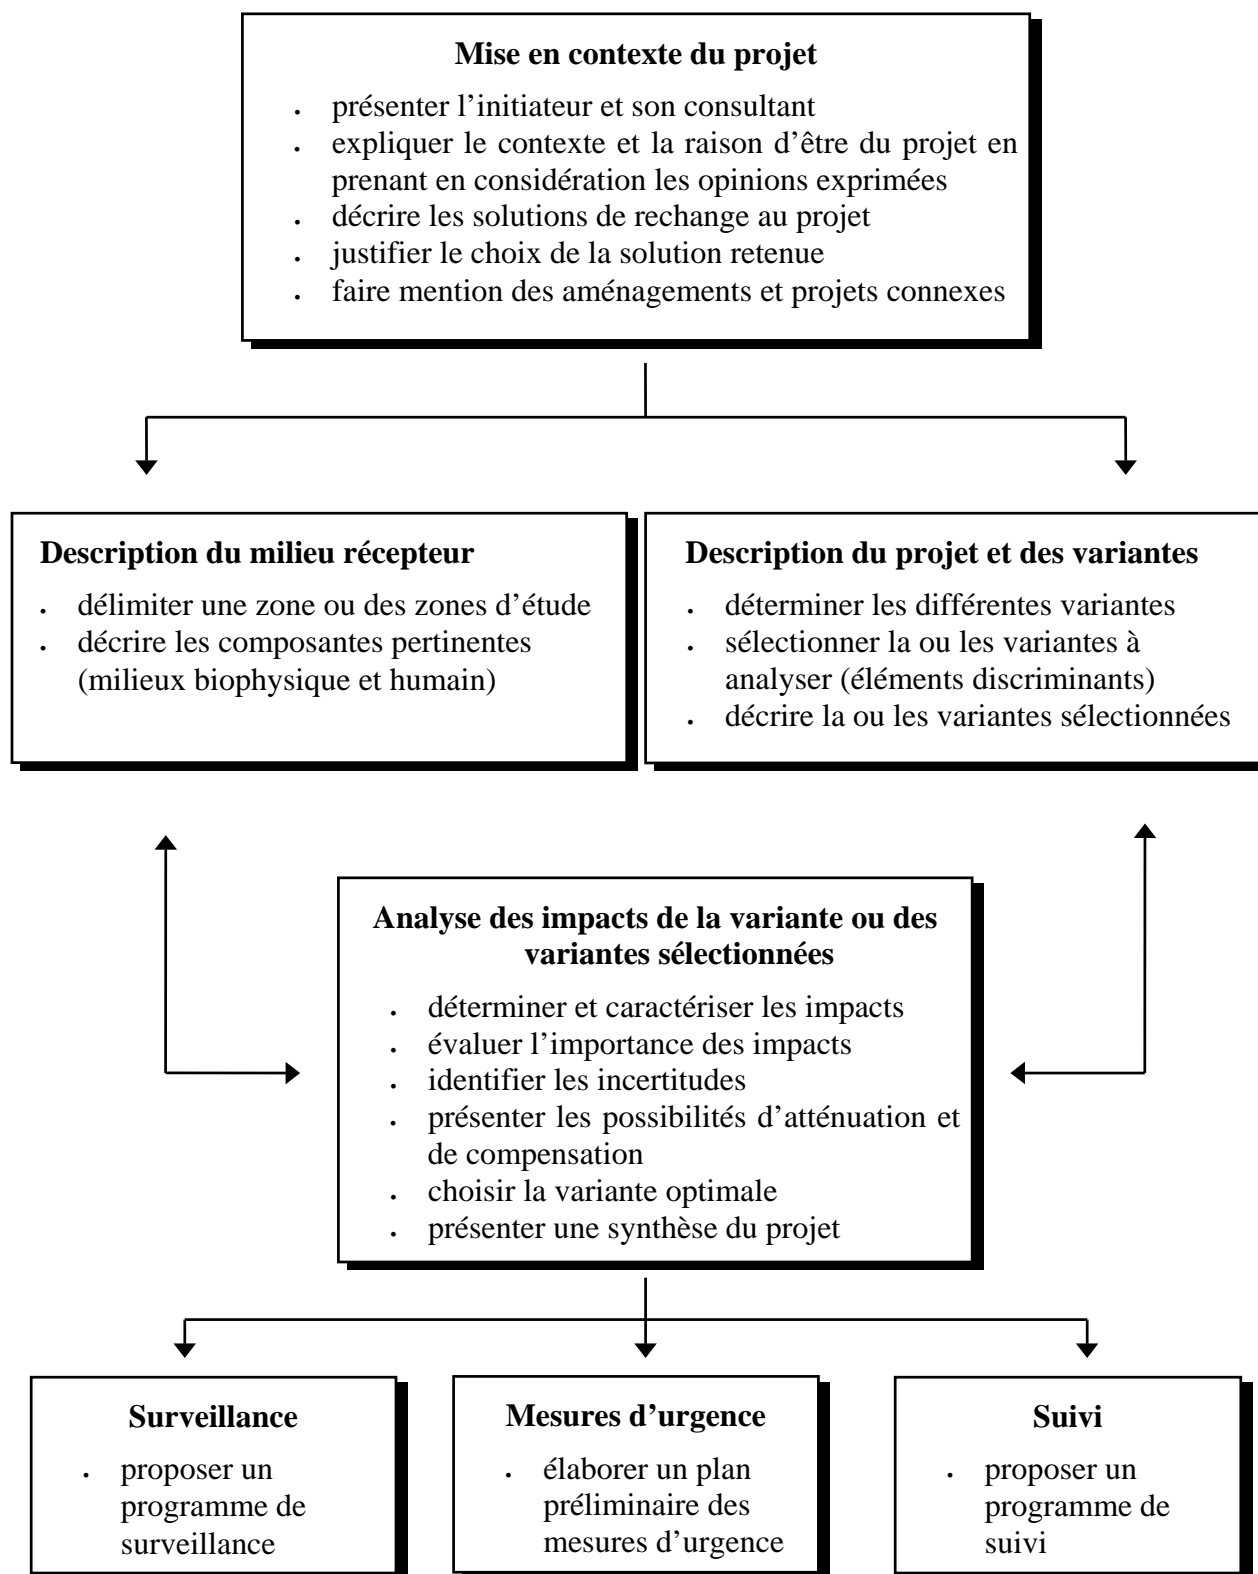 Mise en contexte du projet
. présenter l’initiateur et son consultant
. expliquer le contexte et la raison d’être du projet en
prenant en considération les opinions exprimées
. décrire les solutions de rechange au projet
. justifier le choix de la solution retenue
. faire mention des aménagements et projets connexes
Description du milieu récepteur
. délimiter une zone ou des zones d’étude
. décrire les composantes pertinentes
(milieux biophysique et humain)
Description du projet et des variantes
. déterminer les différentes variantes
. sélectionner la ou les variantes à
analyser (éléments discriminants)
. décrire la ou les variantes sélectionnées
Analyse des impacts de la variante ou des
variantes sélectionnées
. déterminer et caractériser les impacts
. évaluer l’importance des impacts
. identifier les incertitudes
. présenter les possibilités d’atténuation et
de compensation
. choisir la variante optimale
. présenter une synthèse du projet
Surveillance
. proposer un
programme de
surveillance
Mesures d’urgence
. élaborer un plan
préliminaire des
mesures d’urgence
Suivi
. proposer un
programme de
suivi